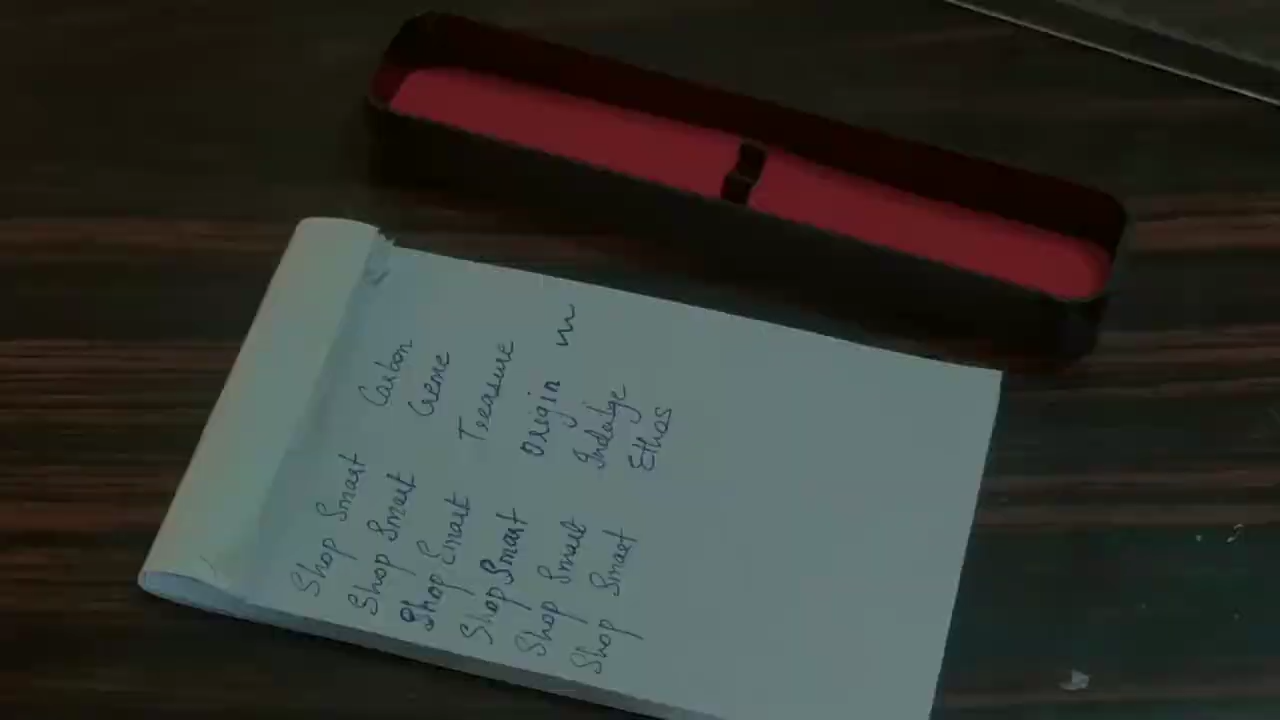 Shop Smart Carbon
Shop Smart Creme
Shop Smart Treasure
Shop Smart Origin
Shop Smart Indulge
Shop Smart Ethos